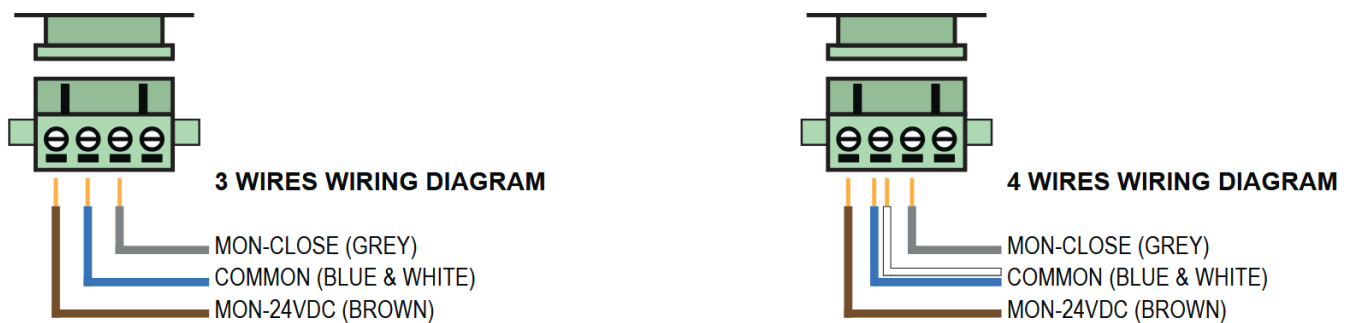 3 WIRES WIRING DIAGRAM
MON-CLOSE (GREY)
COMMON (BLUE & WHITE)
MON-24VDC (BROWN)
4 WIRES WIRING DIAGRAM
MON-CLOSE (GREY)
COMMON (BLUE & WHITE)
MON-24VDC (BROWN)